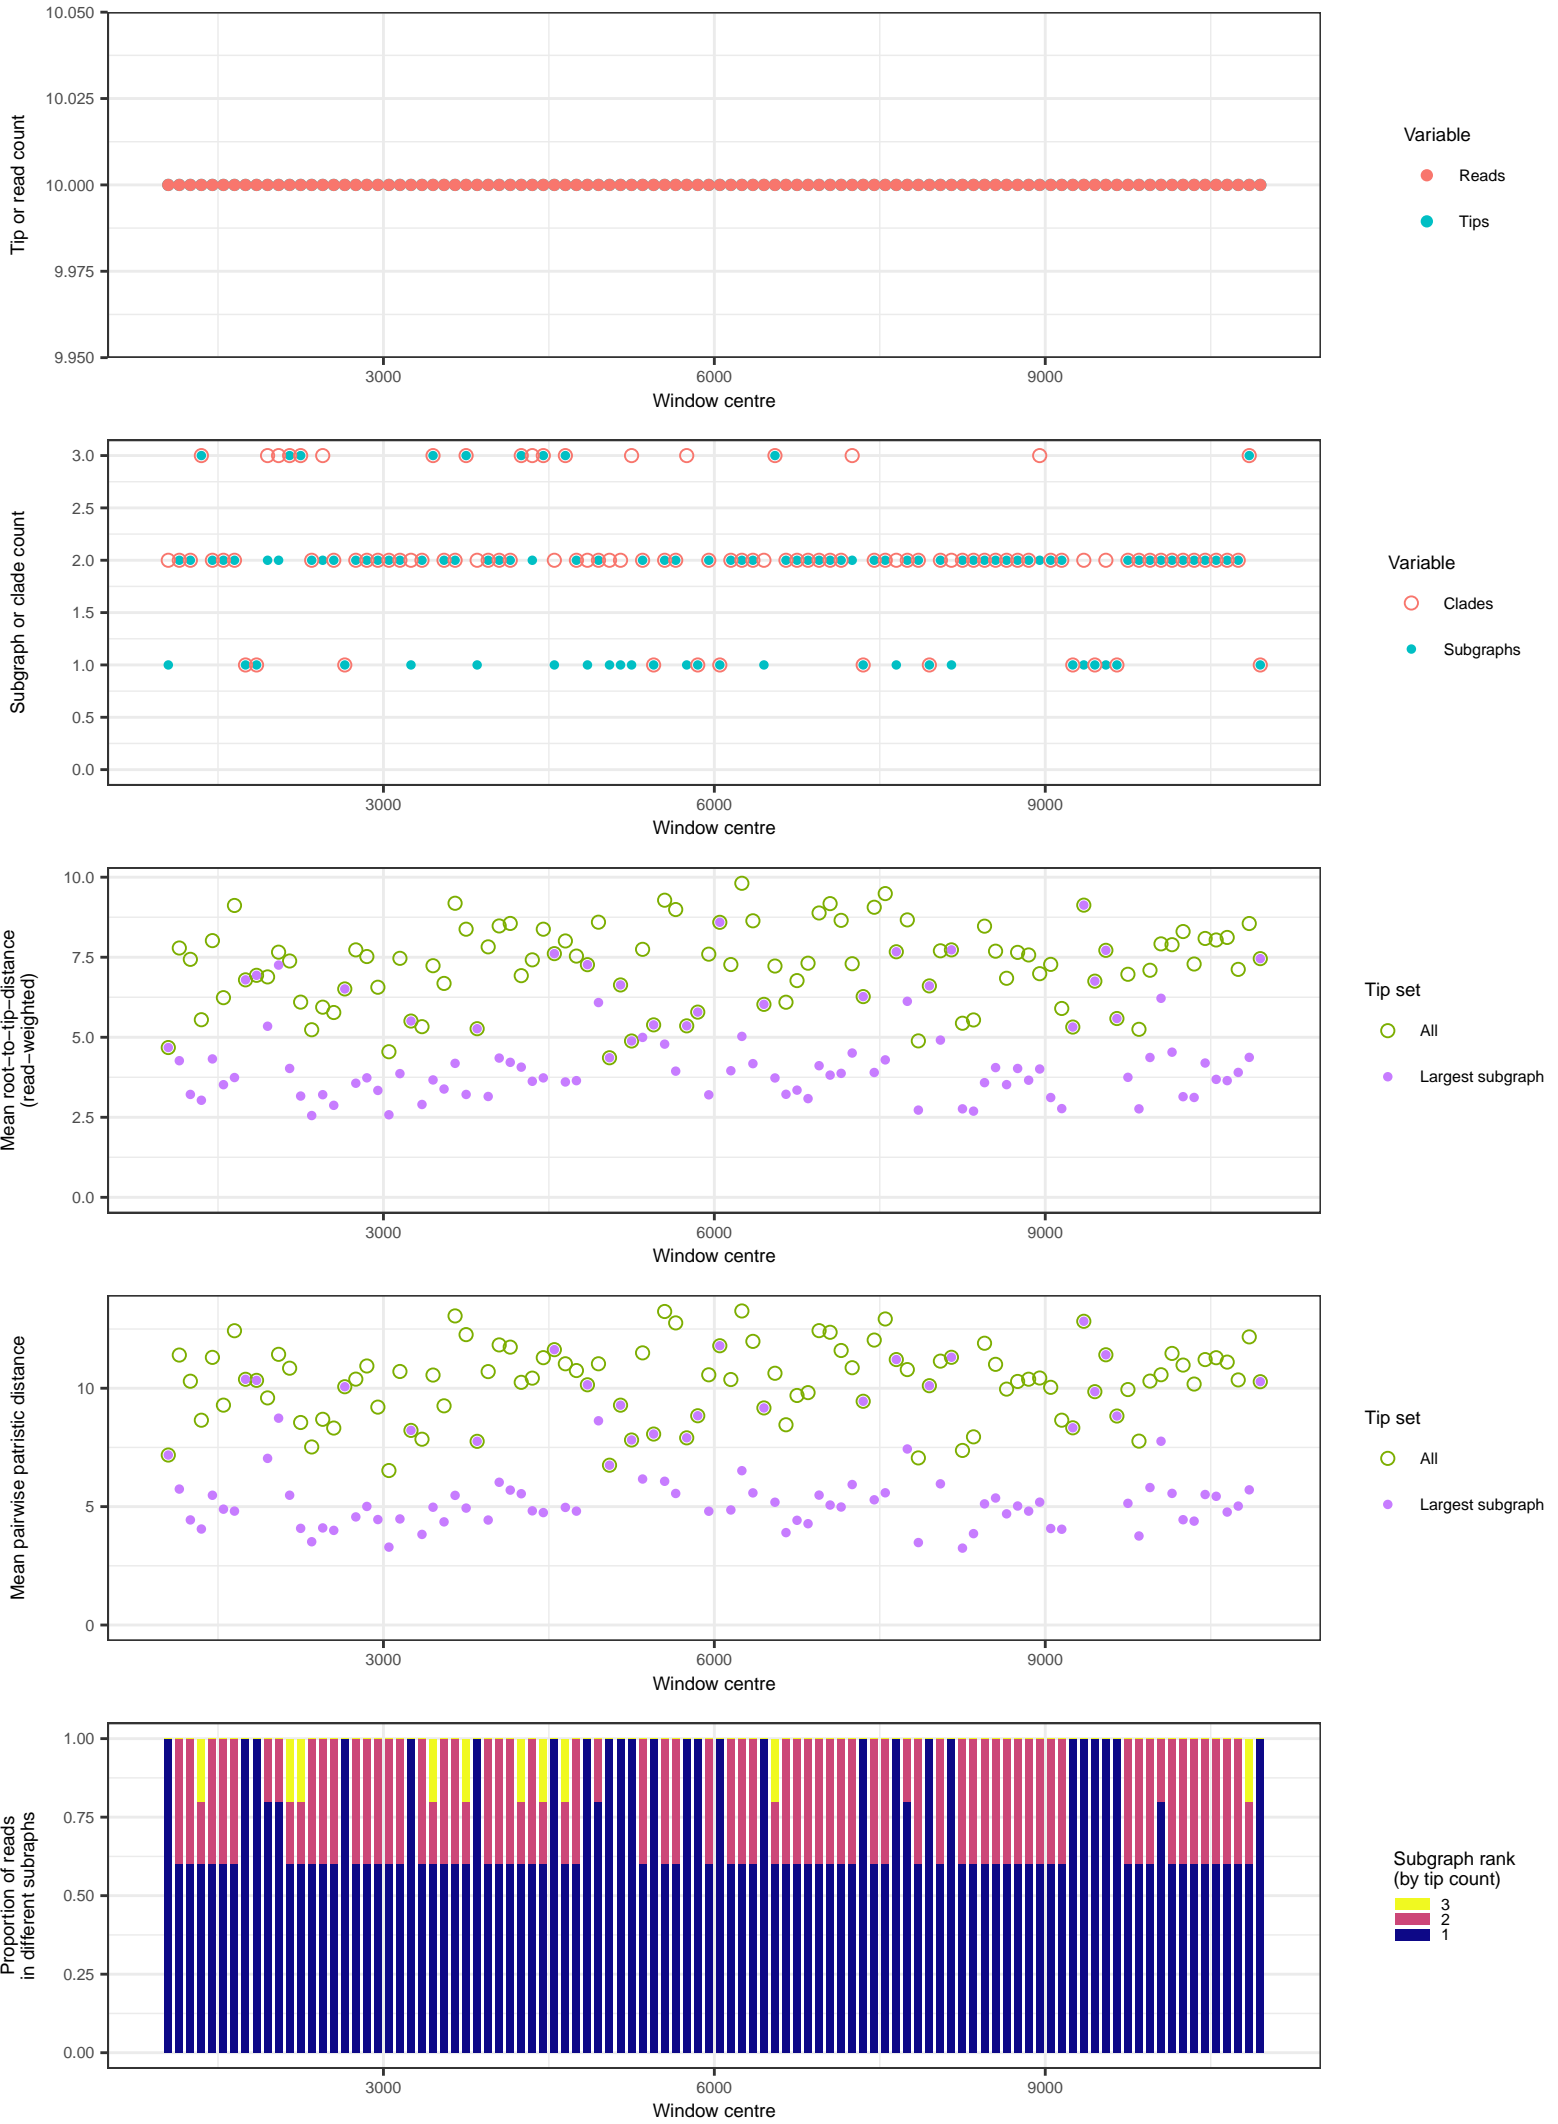 10.050
10.025
10.000
9.975
9.950
Tip or read count
3000 6000 9000
Window centre
Variable
Reads
Tips
3.0
2.5
2.0
1.5
1.0
0.5
0.0
Subgraph or clade count
3000 6000 9000
Window centre
Variable
Clades
Subgraphs
10.0
7.5
5.0
2.5
0.0
Mean root−to−tip−distance
(read−weighted)
3000 6000 9000
Window centre
Tip set
All
Largest subgraph
10
5
0
Mean pairwise patristic distance
3000 6000 9000
Window centre
Tip set
All
Largest subgraph
1.00
0.75
0.50
0.25
0.00
Proportion of reads
in different subraphs
3000 6000 9000
Window centre
Subgraph rank
(by tip count)
3
2
1